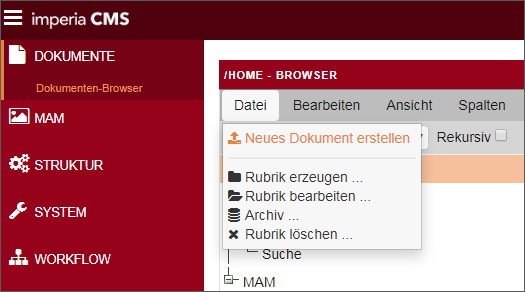 imperia CMS
DOKUMENTE
Dokumenten-Browser
MAM
STRUKTUR
SYSTEM
WORKFLOW
/HOME - BROWSER
Datei Bearbeiten Ansicht Spalten
Rekursiv
Neues Dokument erstellen
Rubrik erzeugen ...
Rubrik bearbeiten ...
Archiv ...
Rubrik löschen ...
Suche
MAM